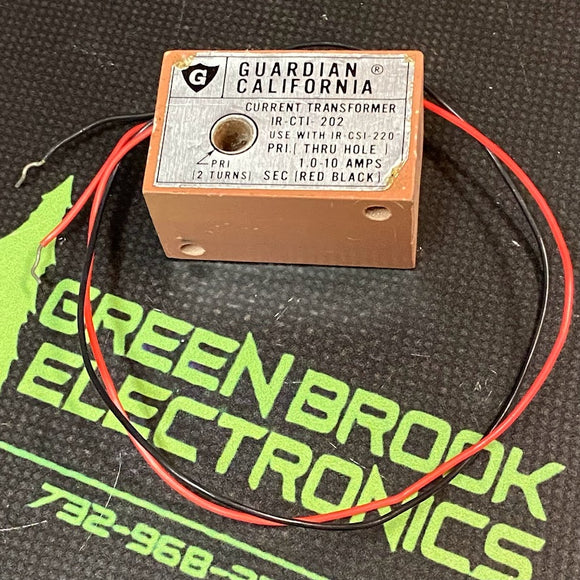 G
GUARDIAN ®
CALIFORNIA
CURRENT TRANSFORMER
IR-CTI-202
USE WITH IR-CSI-220
PRI. [ THRU HOLE ]
PRI 1.0-10 AMPS
[2 TURNS] SEC [RED BLACK]
GREEN BROOK
ELECTRONICS
732-968-